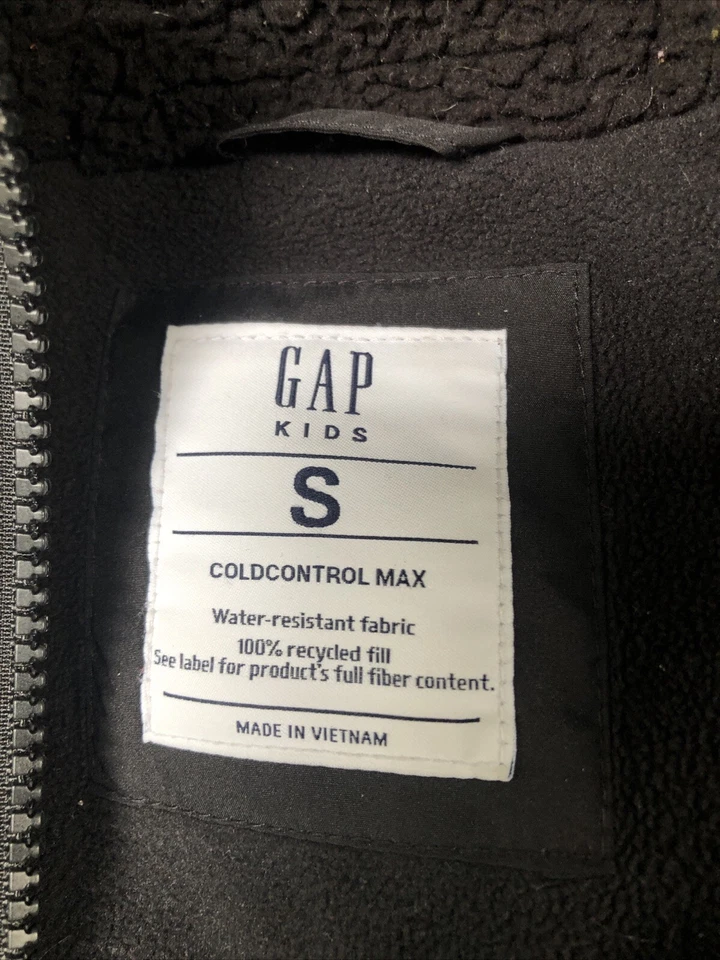 GAP
KIDS
S
COLDCONTROL MAX
Water-resistant fabric
100% recycled fill
See label for product's full fiber content.
MADE IN VIETNAM